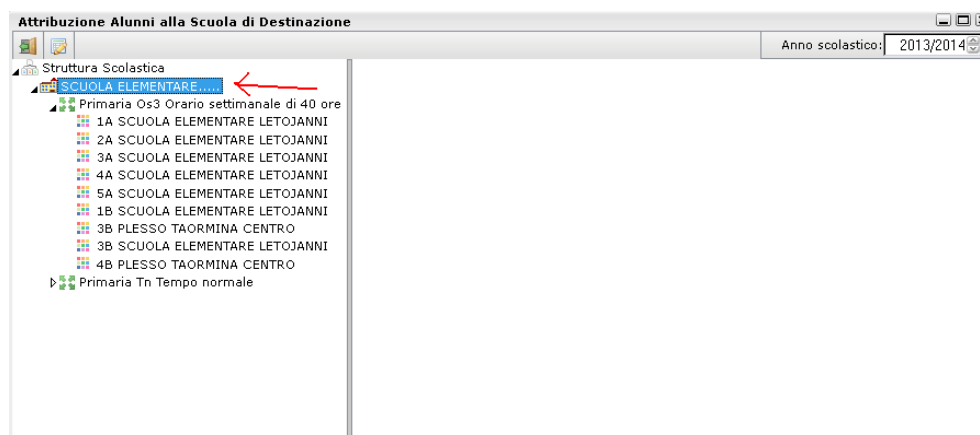 Attribuzione Alunni alla Scuola di Destinazione
Anno scolastico: 2013/2014
Struttura Scolastica
SCUOLA ELEMENTARE.....
Primaria Os3 Orario settimanale di 40 ore
1A SCUOLA ELEMENTARE LETOJANNI
2A SCUOLA ELEMENTARE LETOJANNI
3A SCUOLA ELEMENTARE LETOJANNI
4A SCUOLA ELEMENTARE LETOJANNI
5A SCUOLA ELEMENTARE LETOJANNI
1B SCUOLA ELEMENTARE LETOJANNI
3B PLESSO TAORMINA CENTRO
3B SCUOLA ELEMENTARE LETOJANNI
4B PLESSO TAORMINA CENTRO
Primaria Tn Tempo normale